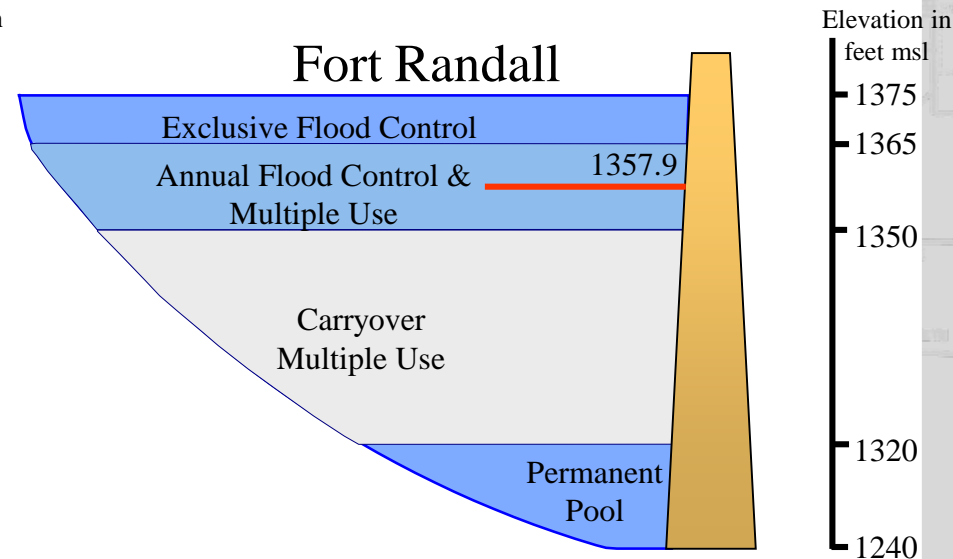 Elevation in
feet msl
Fort Randall
1375
Exclusive Flood Control
1365
1357.9
Annual Flood Control &
Multiple Use
1350
Carryover
Multiple Use
1320
Permanent
Pool
1240